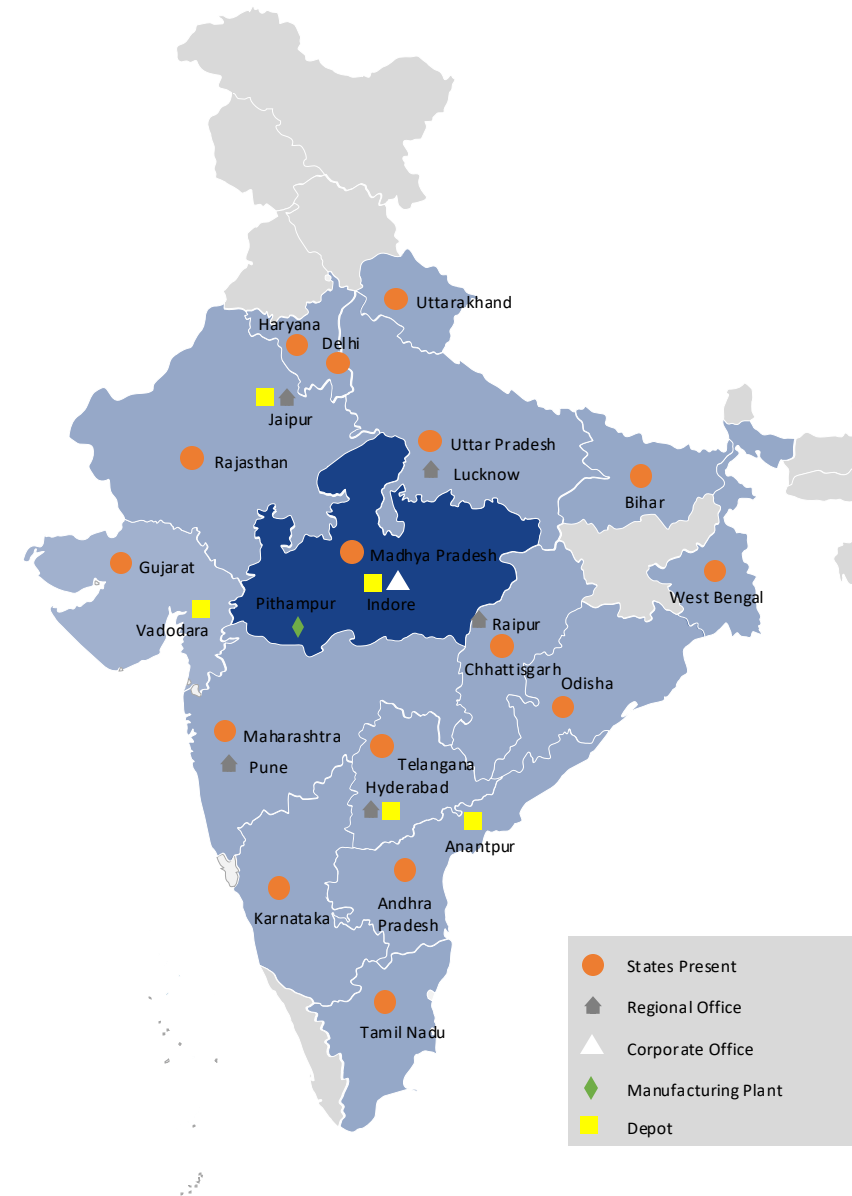 Uttarakhand
Haryana
Delhi
Jaipur
Uttar Pradesh
Rajasthan
Lucknow
Bihar
Madhya Pradesh
Gujarat
West Bengal
Pithampur
Indore
Vadodara
Raipur
Chhattisgarh
Odisha
Maharashtra
Pune
Telangana
Hyderabad
Anantpur
Andhra
Pradesh
Karnataka
Tamil Nadu
States Present
Regional Office
Corporate Office
Manufacturing Plant
Depot